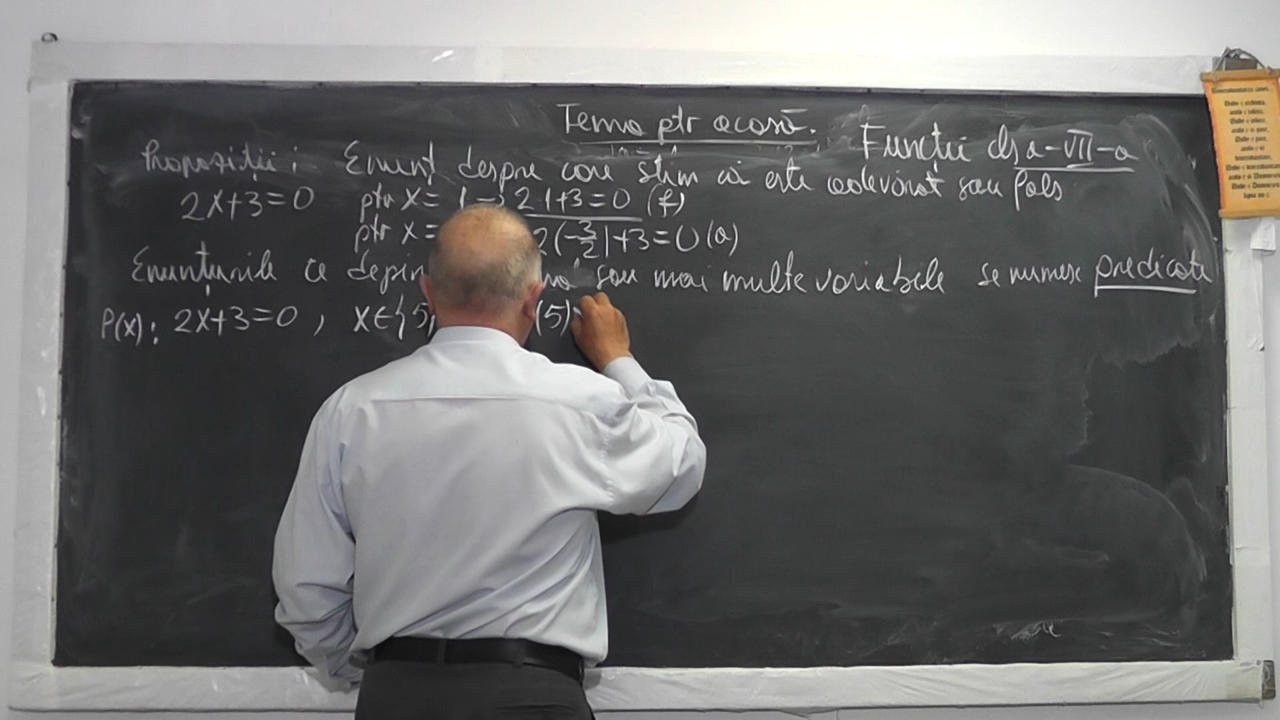 Temă ptr acasă. Funcții cls a-VII-a
Propoziții: Enunț despre care știm că este adevărat sau fals
2x+3=0 ptr x=1 → 2·1+3=0 (f)
ptr x= 2(-3/2)+3=0 (a)
Enunțurile ce sau mai multe variabile se numesc predicate
P(x): 2x+3=0, x∈{5, (5)